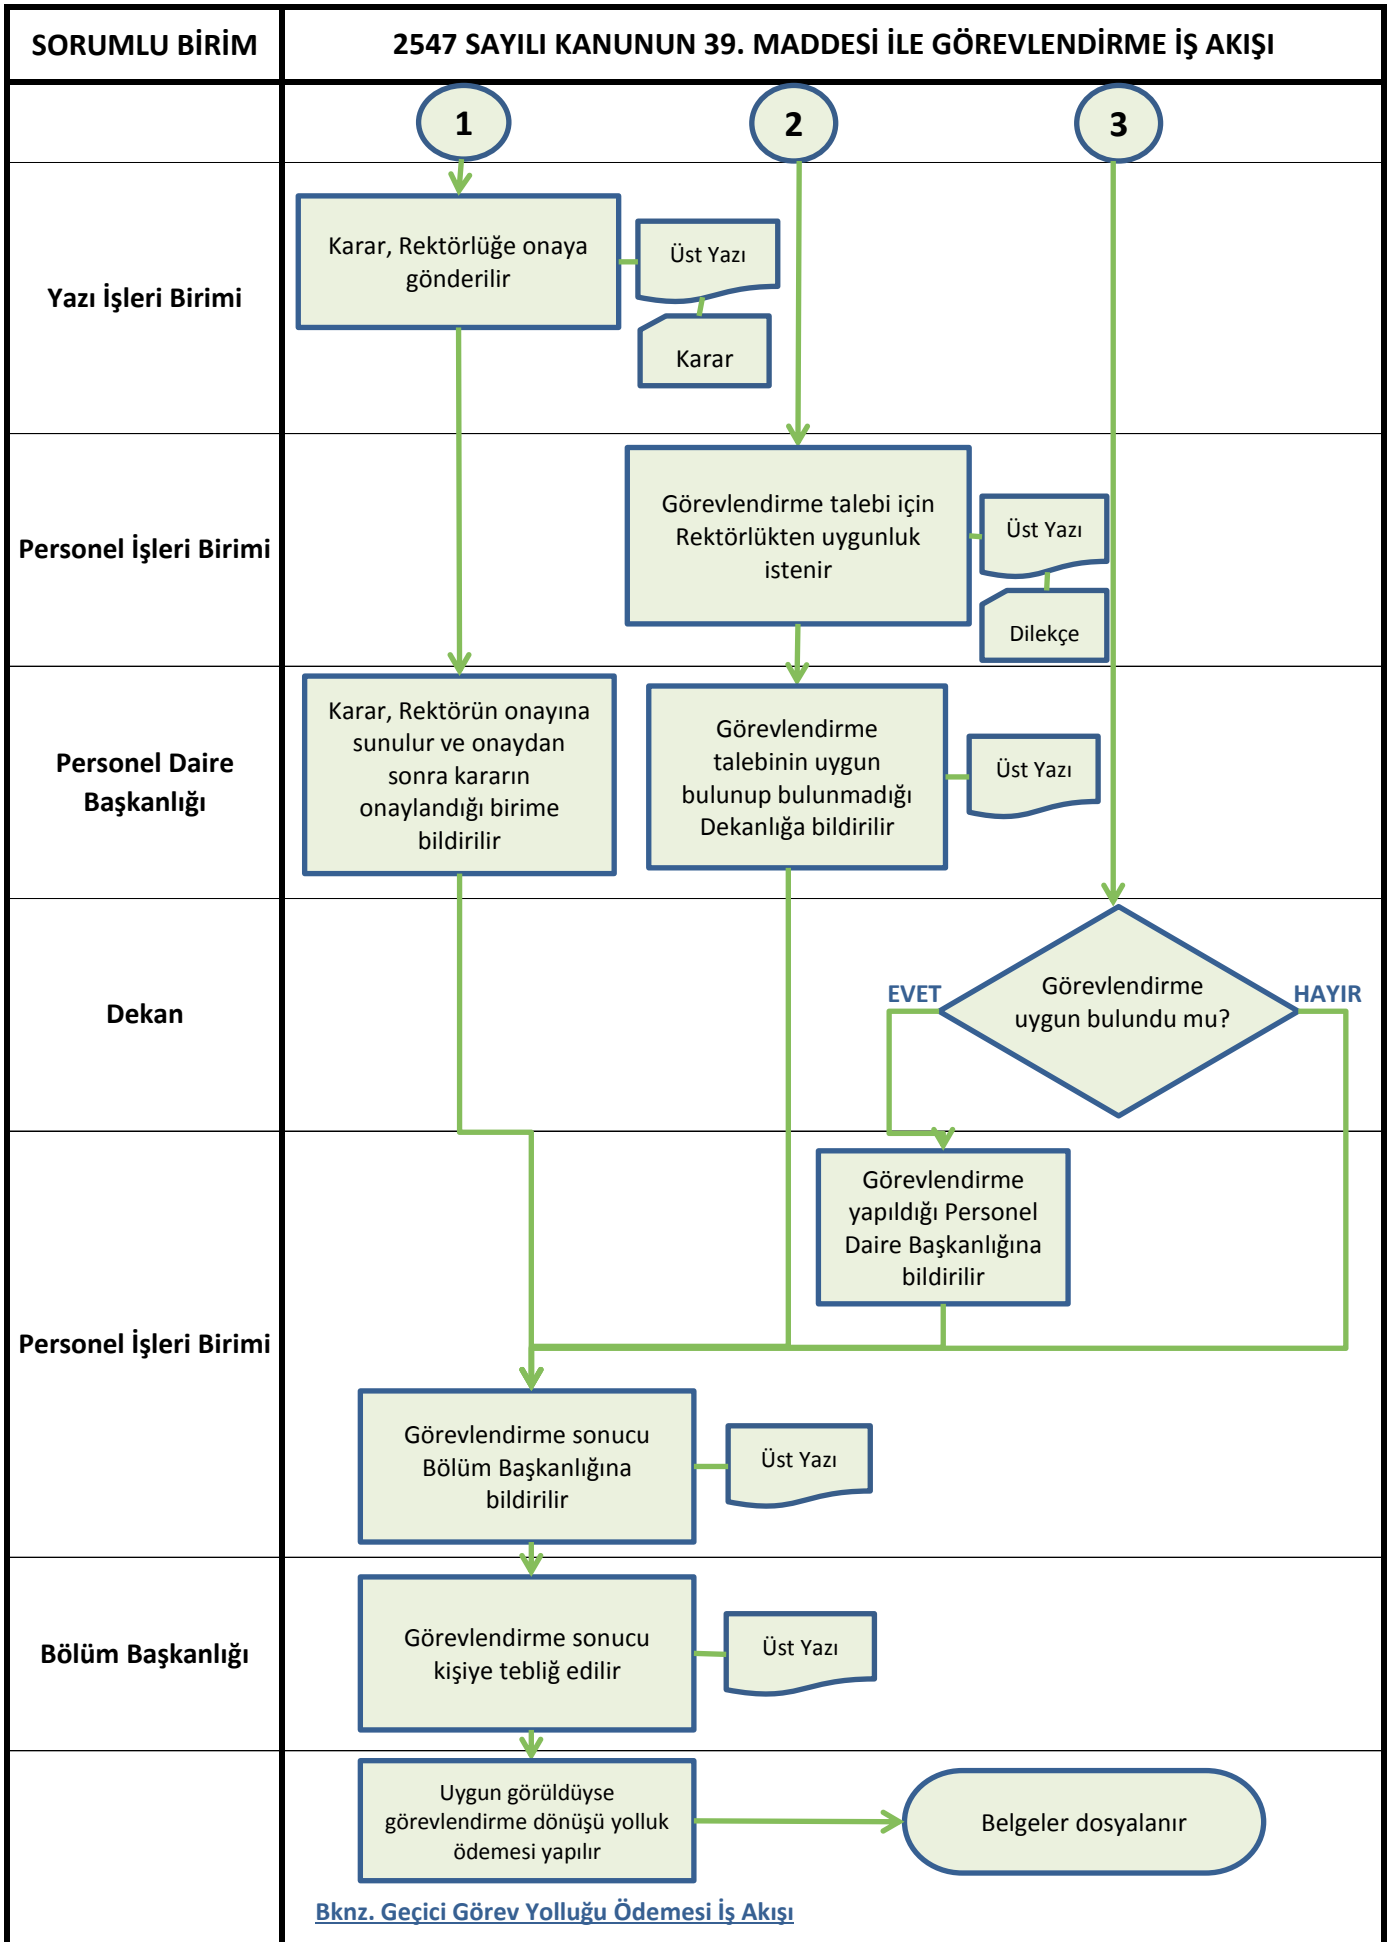 SORUMLU BİRİM
2547 SAYILI KANUNUN 39. MADDESİ İLE GÖREVLENDİRME İŞ AKIŞI
1
2
3
Yazı İşleri Birimi
Karar, Rektörlüğe onaya
gönderilir
Üst Yazı
Karar
Personel İşleri Birimi
Görevlendirme talebi için
Rektörlükten uygunluk
istenir
Üst Yazı
Dilekçe
Personel Daire
Başkanlığı
Karar, Rektörün onayına
sunulur ve onaydan
sonra kararın
onaylandığı birime
bildirilir
Görevlendirme
talebinin uygun
bulunup bulunmadığı
Dekanlığa bildirilir
Üst Yazı
Dekan
EVET
Görevlendirme
uygun bulundu mu?
HAYIR
Personel İşleri Birimi
Görevlendirme
yapıldığı Personel
Daire Başkanlığına
bildirilir
Görevlendirme sonucu
Bölüm Başkanlığına
bildirilir
Üst Yazı
Bölüm Başkanlığı
Görevlendirme sonucu
kişiye tebliğ edilir
Üst Yazı
Uygun görüldüyse
görevlendirme dönüşü yolluk
ödemesi yapılır
Belgeler dosyalanır
Bknz. Geçici Görev Yolluğu Ödemesi İş Akışı